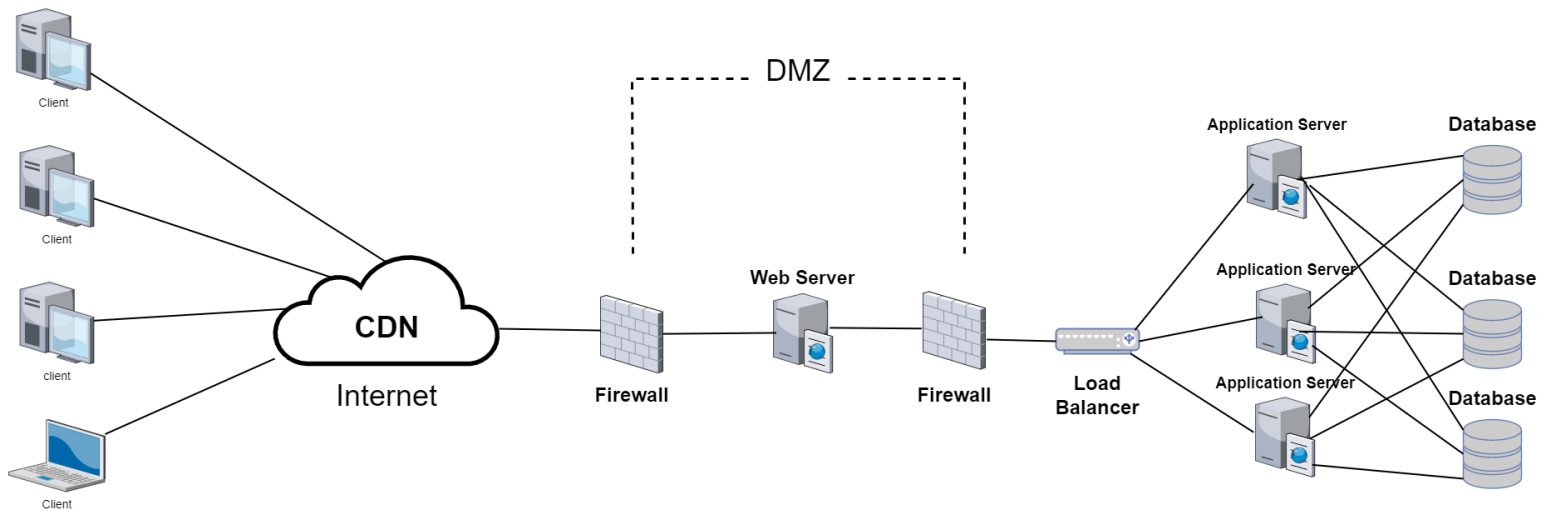 Client
Client
client
Client
CDN
Internet
DMZ
Firewall
Web Server
Firewall
Load
Balancer
Application Server
Application Server
Application Server
Database
Database
Database